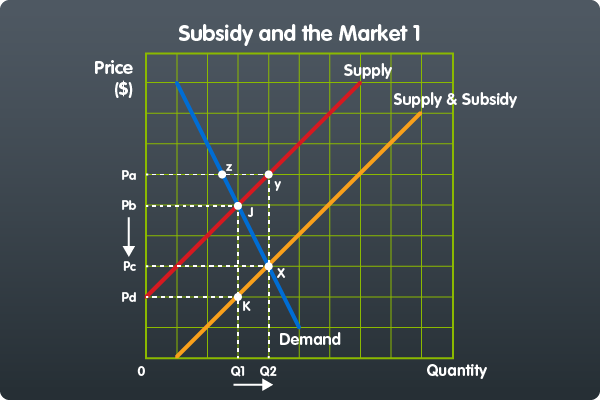 Subsidy and the Market 1
Price
($)
Supply
Supply & Subsidy
Pa
z
y
Pb
J
Pc
X
Pd
K
Demand
0
Q1
Q2
Quantity